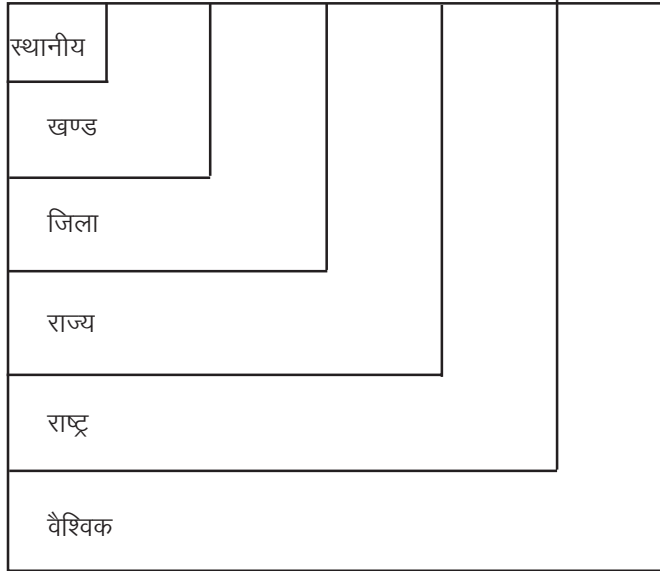 स्थानीय
खण्ड
जिला
राज्य
राष्ट्र
वैश्विक